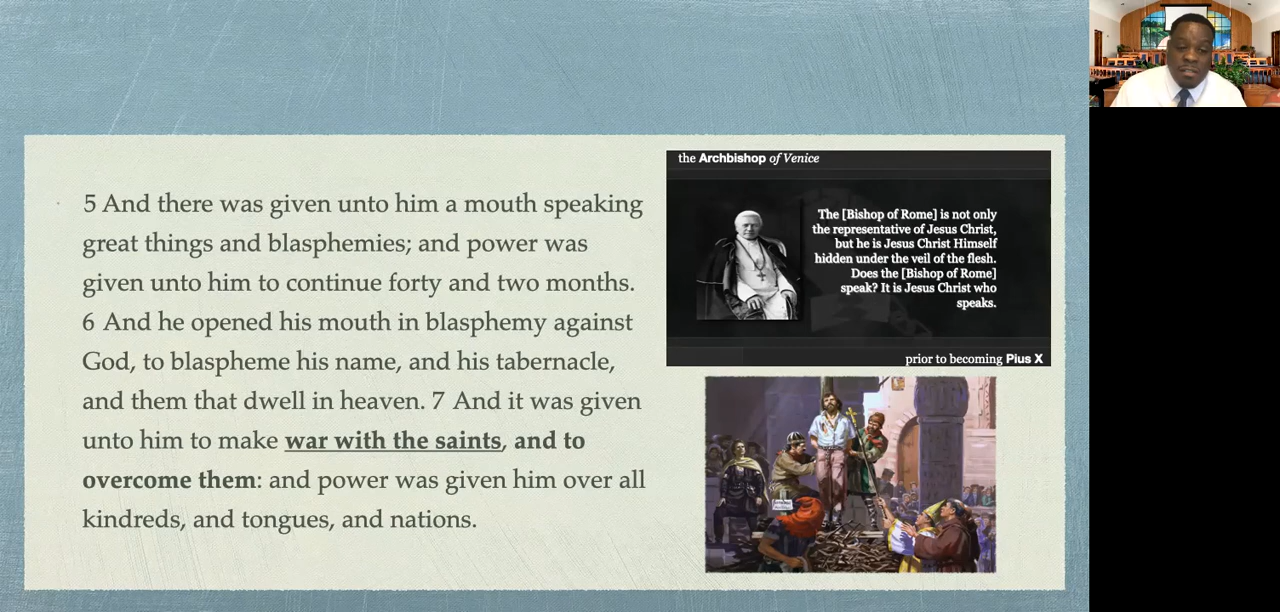 5 And there was given unto him a mouth speaking
great things and blasphemies; and power was
given unto him to continue forty and two months.
6 And he opened his mouth in blasphemy against
God, to blaspheme his name, and his tabernacle,
and them that dwell in heaven. 7 And it was given
unto him to make war with the saints, and to
overcome them: and power was given him over all
kindreds, and tongues, and nations.
the Archbishop of Venice
The [Bishop of Rome] is not only
the representative of Jesus Christ,
but he is Jesus Christ Himself
hidden under the veil of the flesh.
Does the [Bishop of Rome]
speak? It is Jesus Christ who
speaks.
prior to becoming Pius X